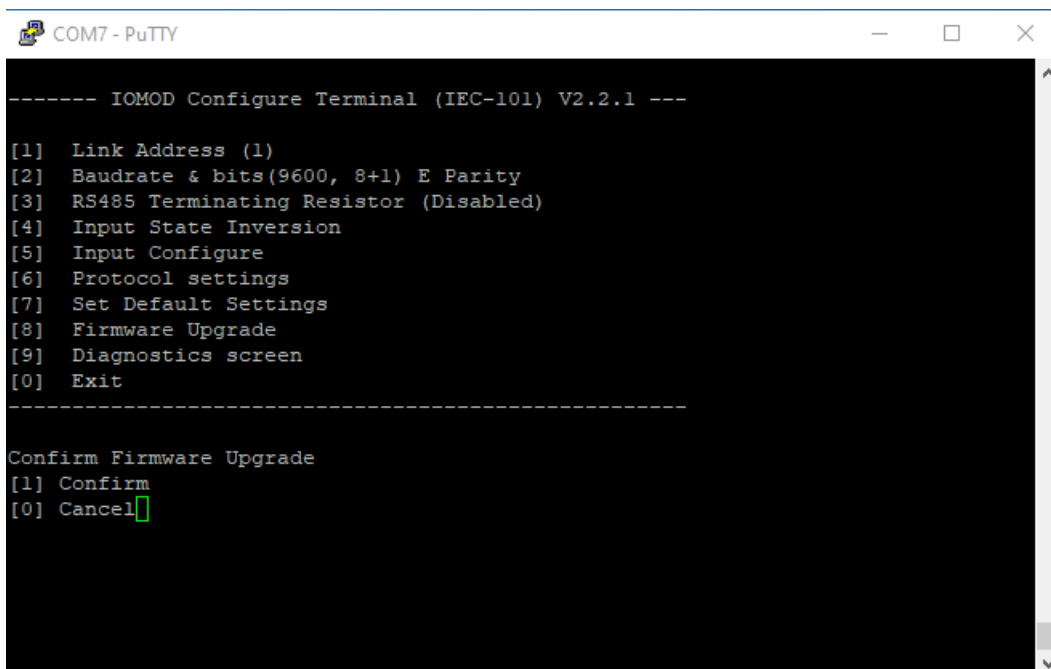 COM7 - PuTTY
------- IOMOD Configure Terminal (IEC-101) V2.2.1 ---
[1] Link Address (1)
[2] Baudrate & bits(9600, 8+1) E Parity
[3] RS485 Terminating Resistor (Disabled)
[4] Input State Inversion
[5] Input Configure
[6] Protocol settings
[7] Set Default Settings
[8] Firmware Upgrade
[9] Diagnostics screen
[0] Exit
-----------------------------------------------------
Confirm Firmware Upgrade
[1] Confirm
[0] Cancel